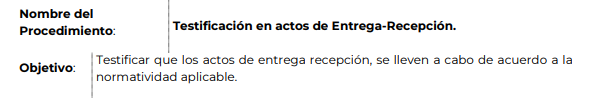 Nombre del
Procedimiento:
Testificación en actos de Entrega-Recepción.
Objetivo:
Testificar que los actos de entrega recepción, se lleven a cabo de acuerdo a la
normatividad aplicable.